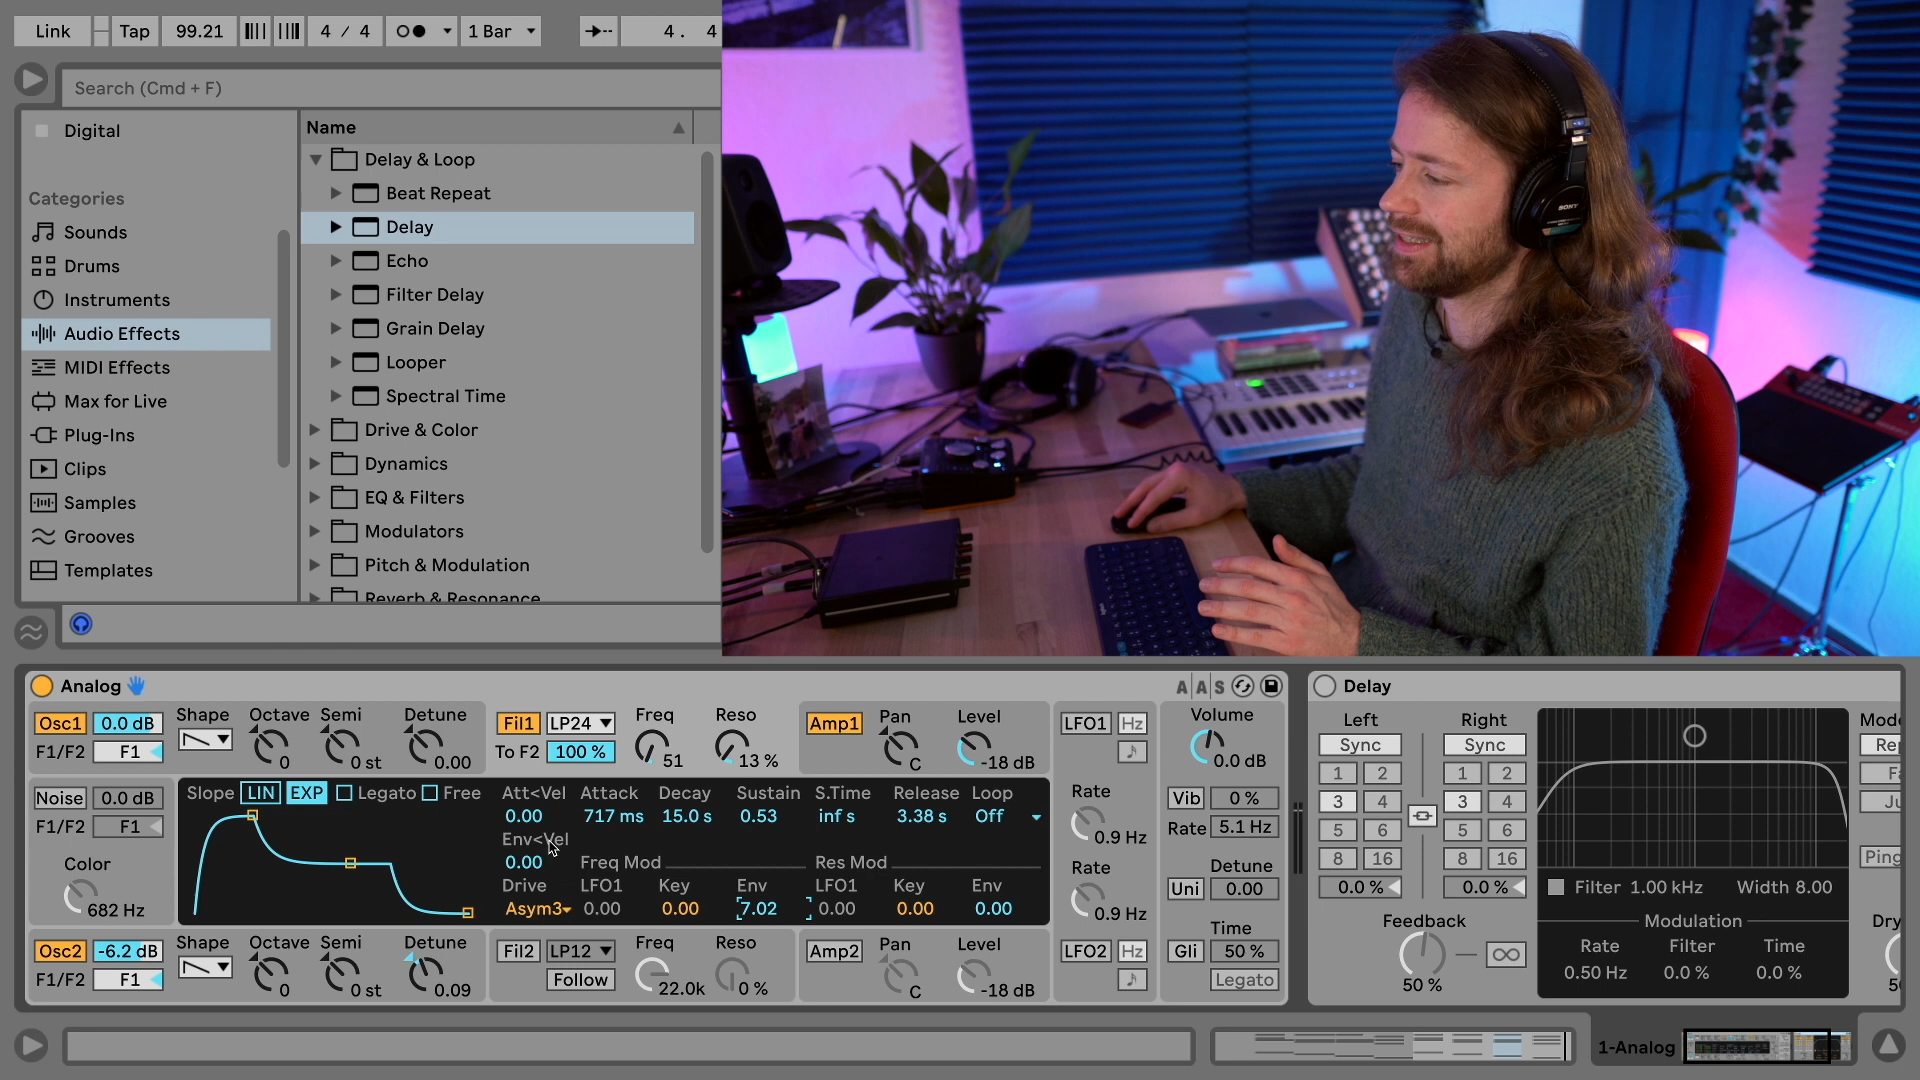 Link Tap 99.21 4 / 4 1 Bar 4. 4
Search (Cmd + F)
Digital
Categories
Sounds
Drums
Instruments
Audio Effects
MIDI Effects
Max for Live
Plug-Ins
Clips
Samples
Grooves
Templates
Name
Delay & Loop
Beat Repeat
Delay
Echo
Filter Delay
Grain Delay
Looper
Spectral Time
Drive & Color
Dynamics
EQ & Filters
Modulators
Pitch & Modulation
Reverb & Resonance
SONY
Analog A A S
Osc1 0.0 dB Shape Octave Semi Detune
F1/F2 F1 0 0 st 0.00
Fil1 LP24 Freq Reso
To F2 100 % 51 13 %
Amp1 Pan Level
C -18 dB
LFO1 Hz
Volume
0.0 dB
Noise 0.0 dB
F1/F2 F1
Color
682 Hz
Slope LIN EXP Legato Free
Att<Vel Attack Decay Sustain S.Time Release Loop
0.00 717 ms 15.0 s 0.53 inf s 3.38 s Off
Env<Vel
0.00 Freq Mod Res Mod
Drive LFO1 Key Env LFO1 Key Env
Asym3 0.00 0.00 7.02 0.00 0.00 0.00
Rate
0.9 Hz
Rate
0.9 Hz
Vib 0 %
Rate 5.1 Hz
Detune
Uni 0.00
Time
Gli 50 %
Legato
Osc2 -6.2 dB Shape Octave Semi Detune
F1/F2 F1 0 0 st 0.09
Fil2 LP12 Freq Reso
Follow 22.0k 0 %
Amp2 Pan Level
C -18 dB
LFO2 Hz
Delay
Left Right
Sync Sync
1 2 1 2
3 4 3 4
5 6 5 6
8 16 8 16
0.0 % 0.0 %
Feedback
50 %
Filter 1.00 kHz Width 8.00
Modulation
Rate Filter Time
0.50 Hz 0.0 % 0.0 %
Ping
1-Analog